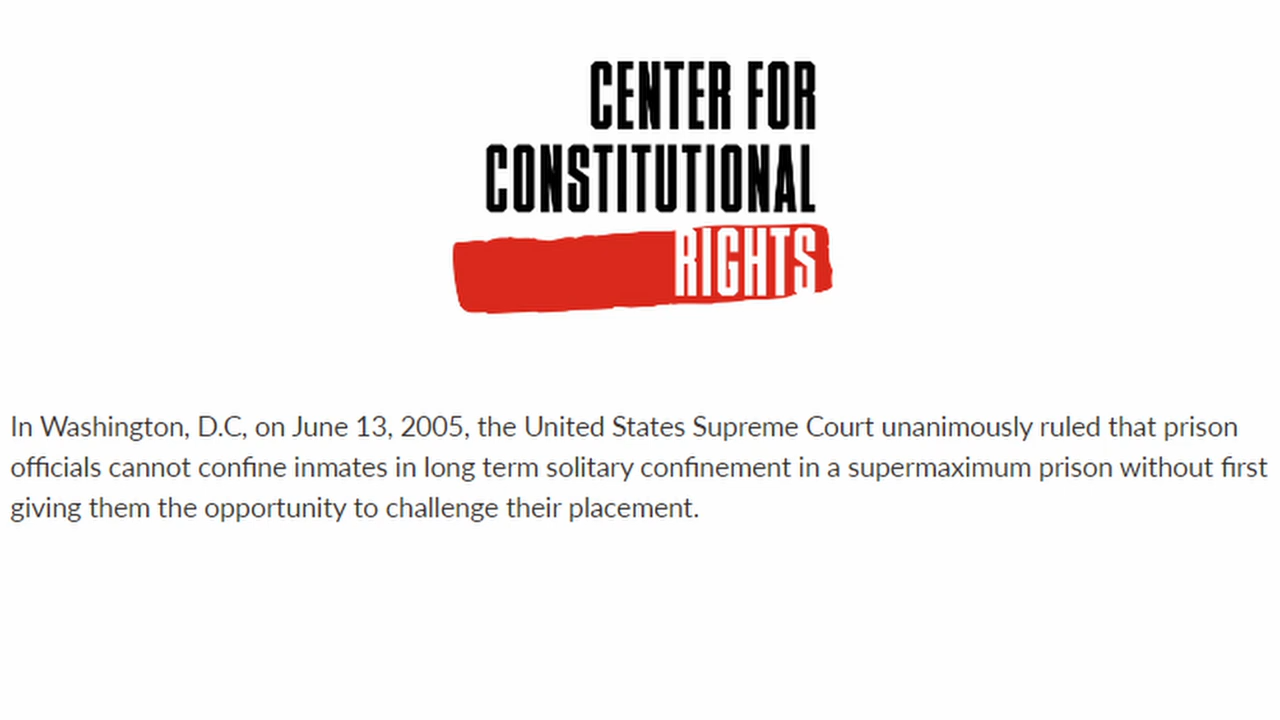 CENTER FOR
CONSTITUTIONAL
RIGHTS
In Washington, D.C, on June 13, 2005, the United States Supreme Court unanimously ruled that prison
officials cannot confine inmates in long term solitary confinement in a supermaximum prison without first
giving them the opportunity to challenge their placement.